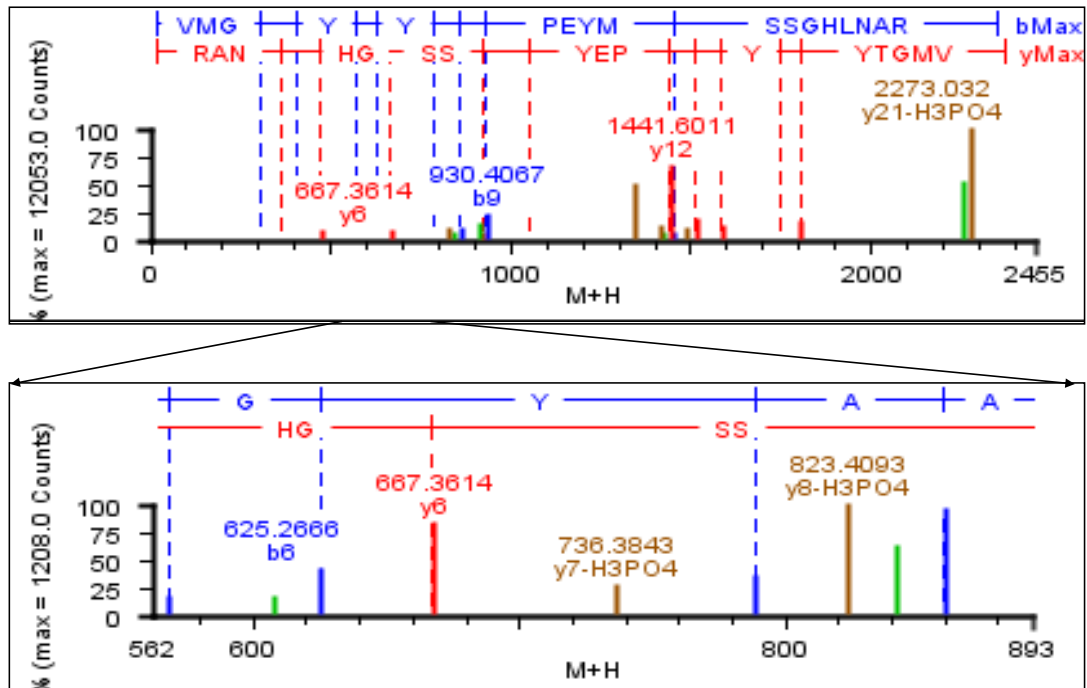 VMG Y Y PEYM SSGHLNAR bMax
RAN HG SS YEP Y YTGMV yMax
2273.032
y21-H3PO4
1441.6011
y12
930.4067
b9
667.3614
y6
% (max = 12053.0 Counts)
100
75
50
25
0
0 1000 2000 2455
M+H
G Y A A
HG SS
823.4093
y8-H3PO4
667.3614
y6
625.2666
b6
736.3843
y7-H3PO4
% (max = 1208.0 Counts)
100
75
50
25
0
562 600 800 893
M+H